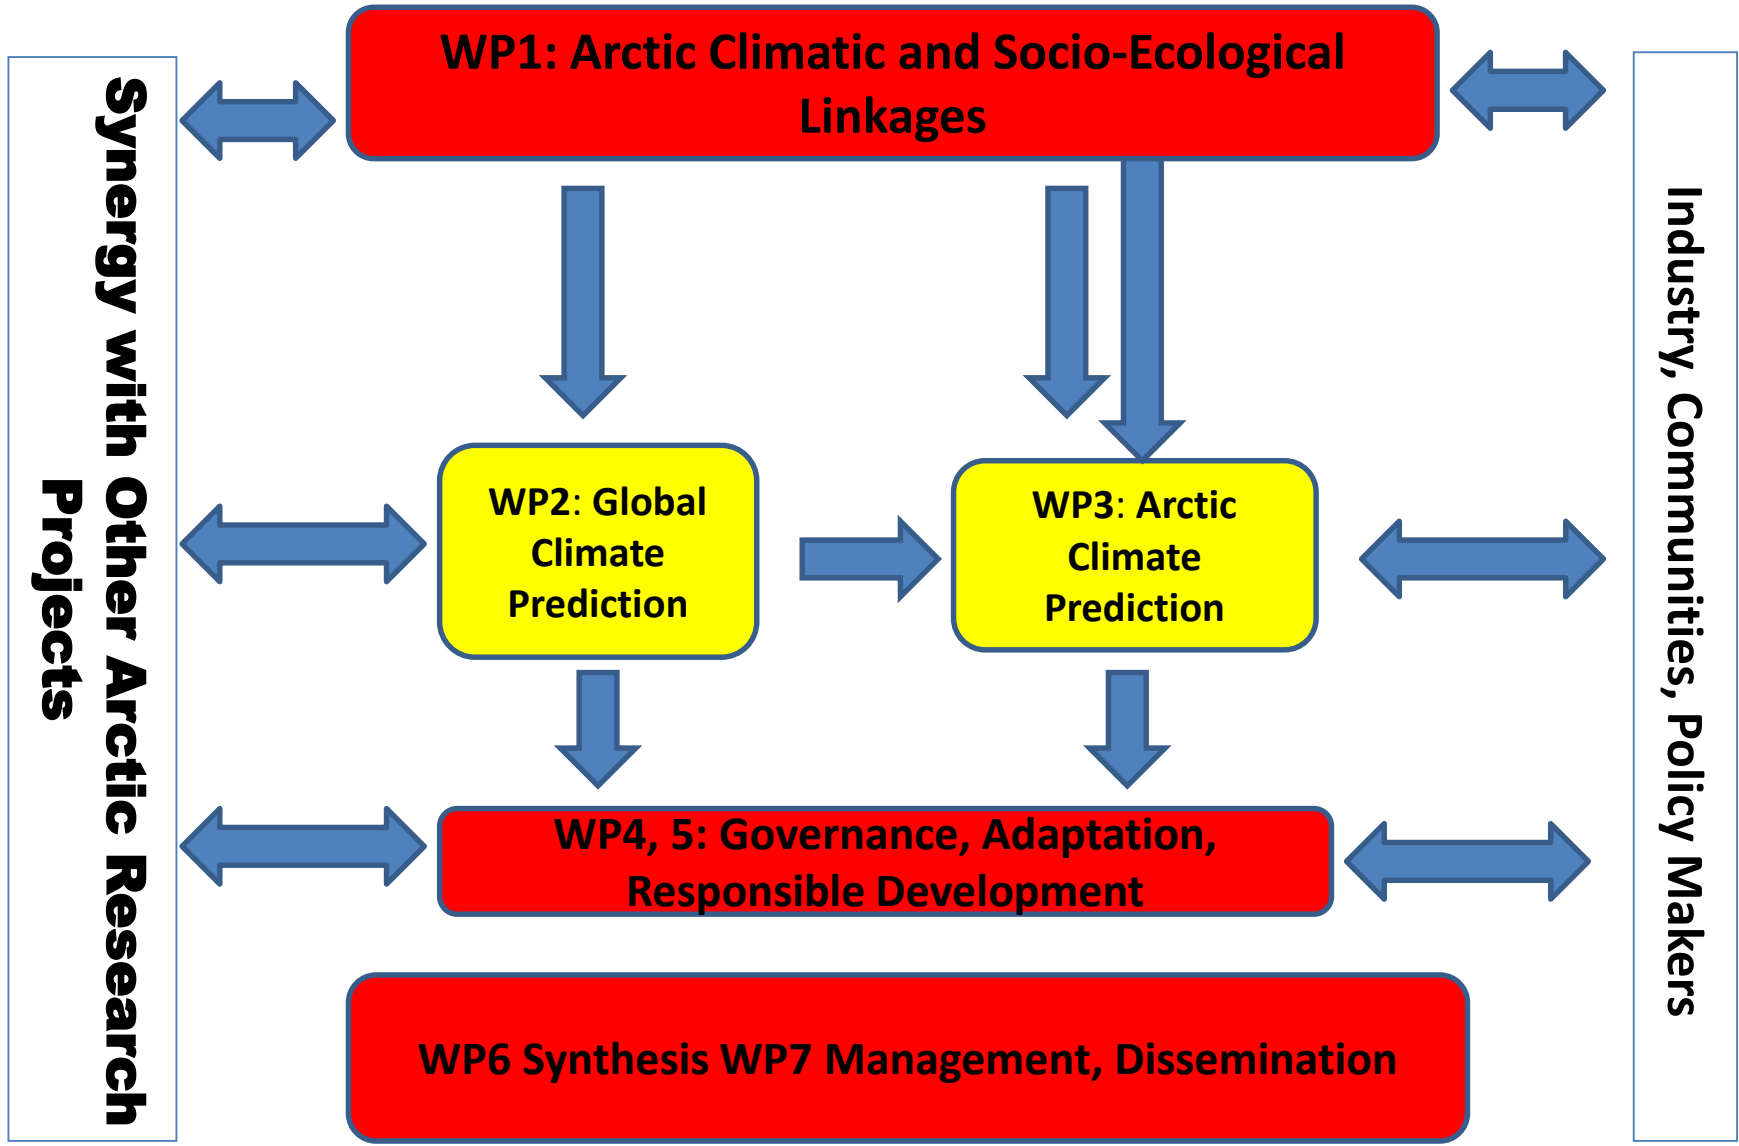 WP1: Arctic Climatic and Socio-Ecological
Linkages
Synergy with Other Arctic Research
Projects
WP2: Global
Climate
Prediction
WP3: Arctic
Climate
Prediction
Industry, Communities, Policy Makers
WP4, 5: Governance, Adaptation,
Responsible Development
WP6 Synthesis WP7 Management, Dissemination